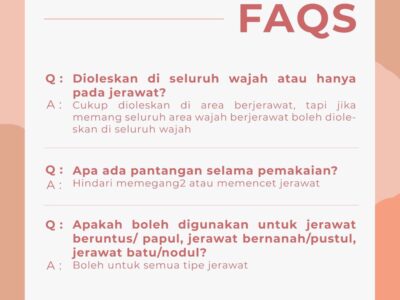 FAQS
Q : Dioleskan di seluruh wajah atau hanya
pada jerawat?
A : Cukup dioleskan di area berjerawat, tapi jika
memang seluruh area wajah berjerawat boleh diole-
skan di seluruh wajah
Q : Apa ada pantangan selama pemakaian?
A : Hindari memegang2 atau memencet jerawat
Q : Apakah boleh digunakan untuk jerawat
beruntus/ papul, jerawat bernanah/pustul,
jerawat batu/nodul?
A : Boleh untuk semua tipe jerawat